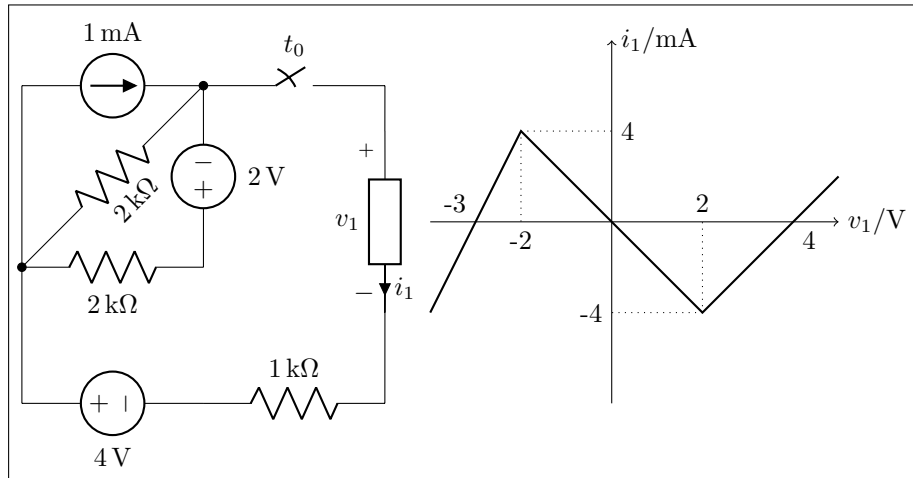 1 mA
t0
i1/mA
+
4
− +
2 V
2 kΩ
v1
-3
2
v1/V
-2
4
2 kΩ
− i1
-4
1 kΩ
+ −
4 V